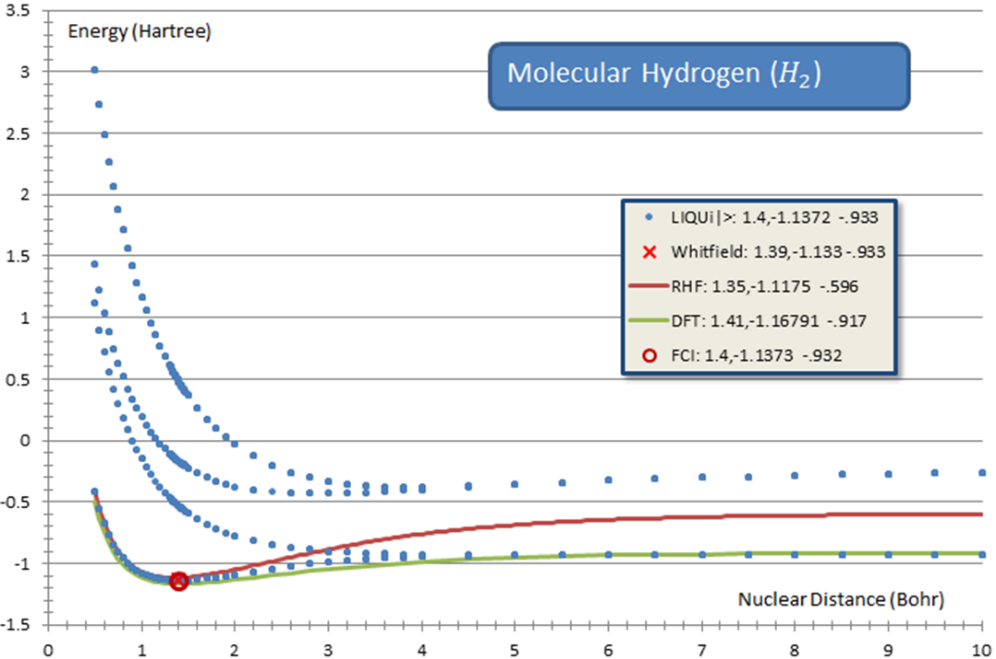 3.5
Energy (Hartree)
Molecular Hydrogen (H₂)
3
2.5
2
LIQUi|>: 1.4,-1.1372 -.933
1.5
Whitfield: 1.39,-1.133 -.933
RHF: 1.35,-1.1175 -.596
1
DFT: 1.41,-1.16791 -.917
FCI: 1.4,-1.1373 -.932
0.5
0
-0.5
-1
Nuclear Distance (Bohr)
-1.5
0 1 2 3 4 5 6 7 8 9 10